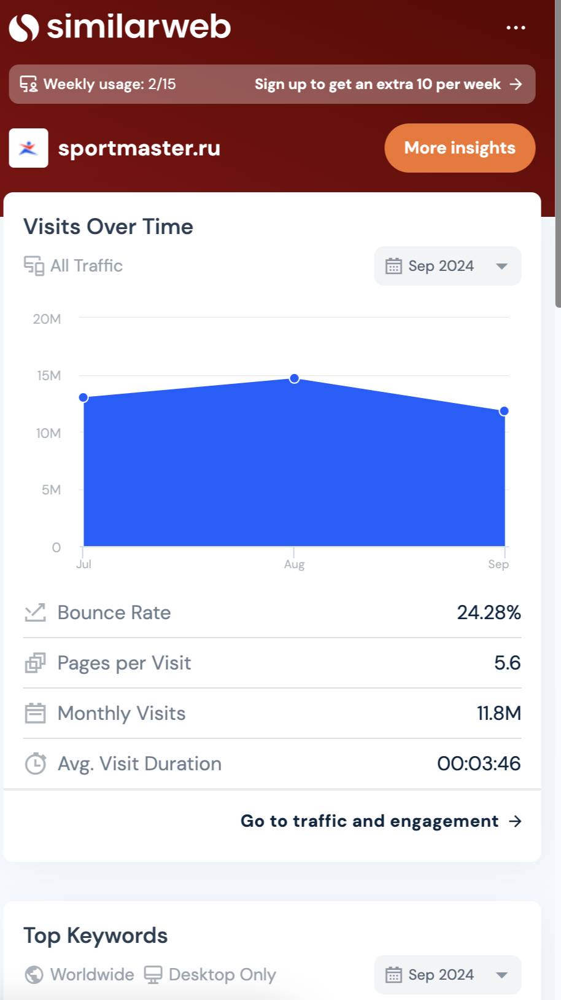 similarweb
Weekly usage: 2/15 Sign up to get an extra 10 per week →
sportmaster.ru More insights
Visits Over Time
All Traffic Sep 2024
20M
15M
10M
5M
0
Jul Aug Sep
Bounce Rate 24.28%
Pages per Visit 5.6
Monthly Visits 11.8M
Avg. Visit Duration 00:03:46
Go to traffic and engagement →
Top Keywords
Worldwide Desktop Only Sep 2024